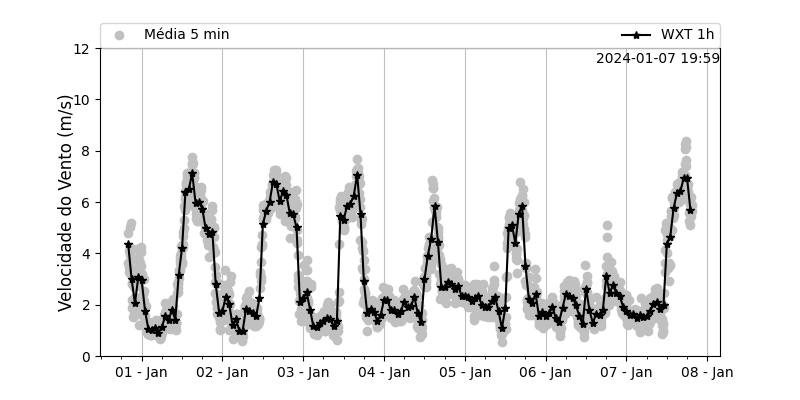 Média 5 min
WXT 1h
2024-01-07 19:59
Velocidade do Vento (m/s)
12
10
8
6
4
2
0
01 - Jan
02 - Jan
03 - Jan
04 - Jan
05 - Jan
06 - Jan
07 - Jan
08 - Jan